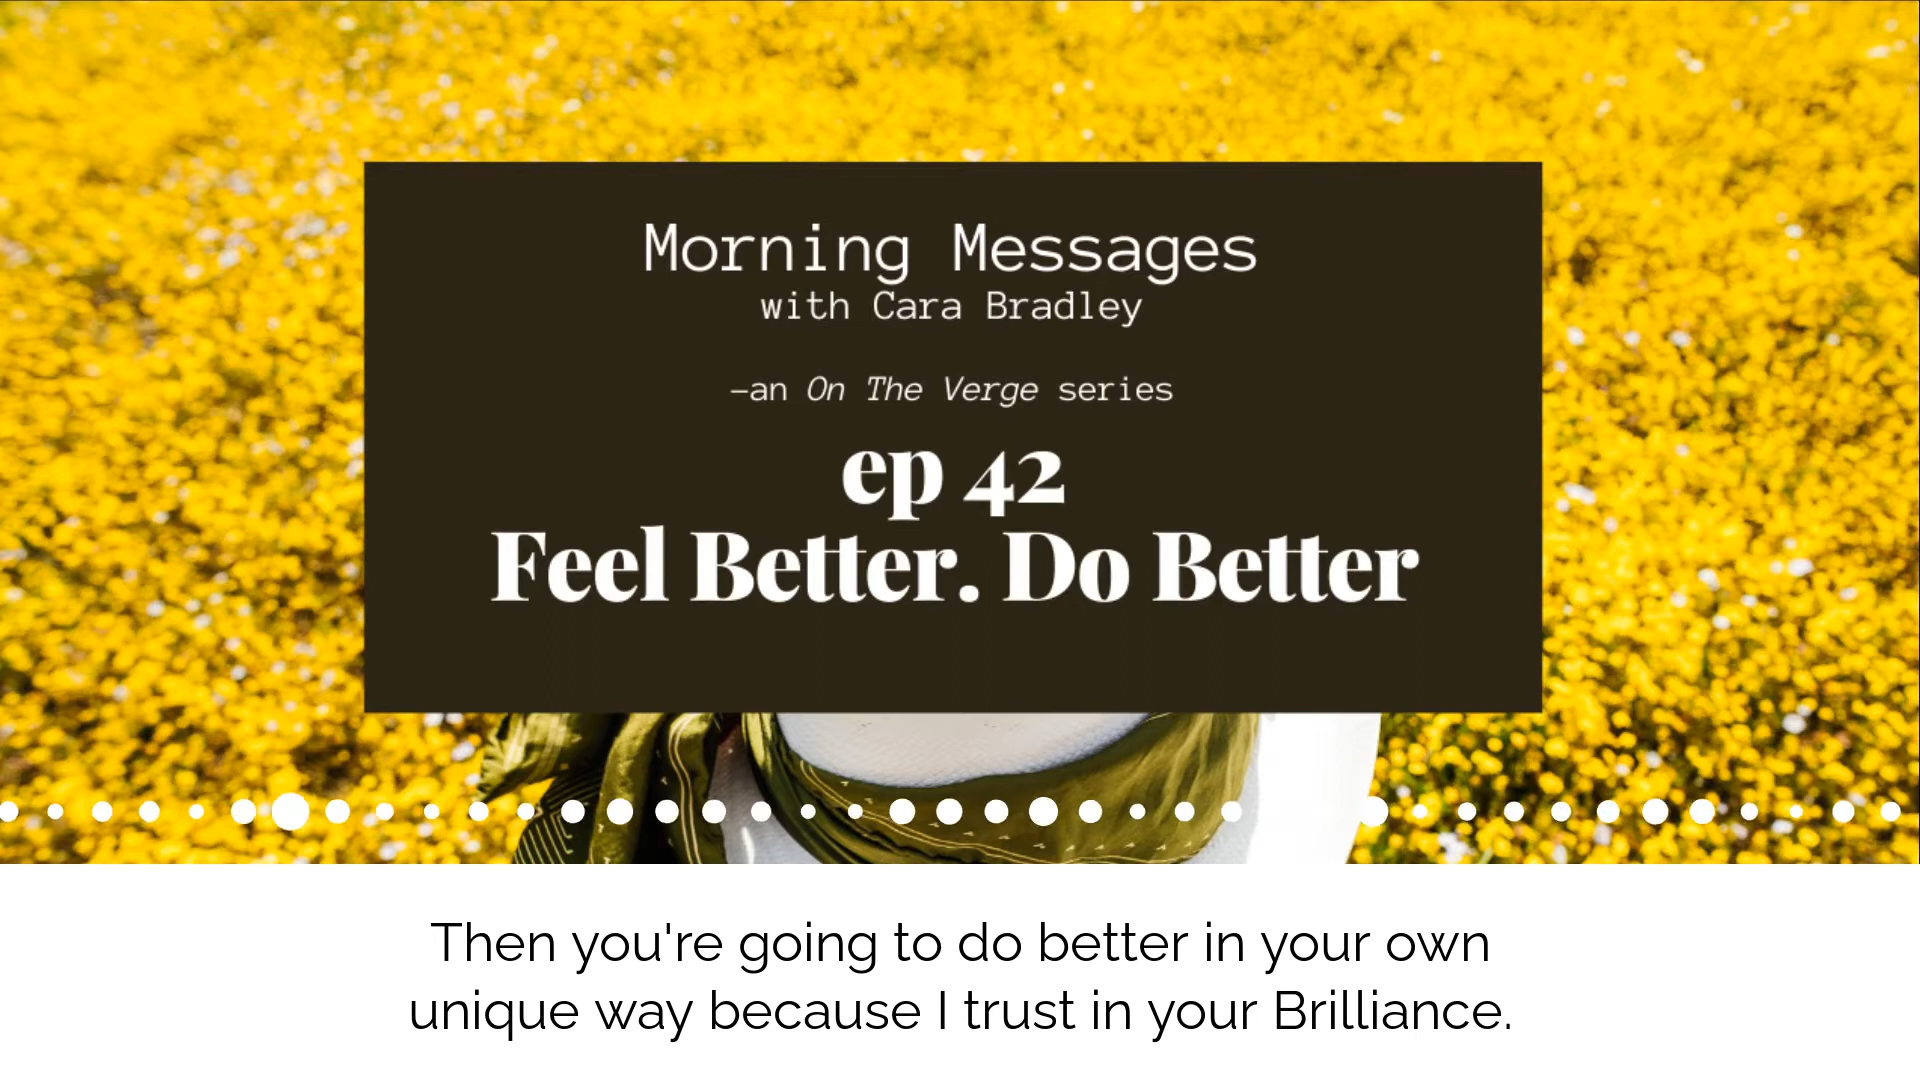 Morning Messages
with Cara Bradley
–an On The Verge series
ep 42
Feel Better. Do Better
Then you're going to do better in your own
unique way because I trust in your Brilliance.